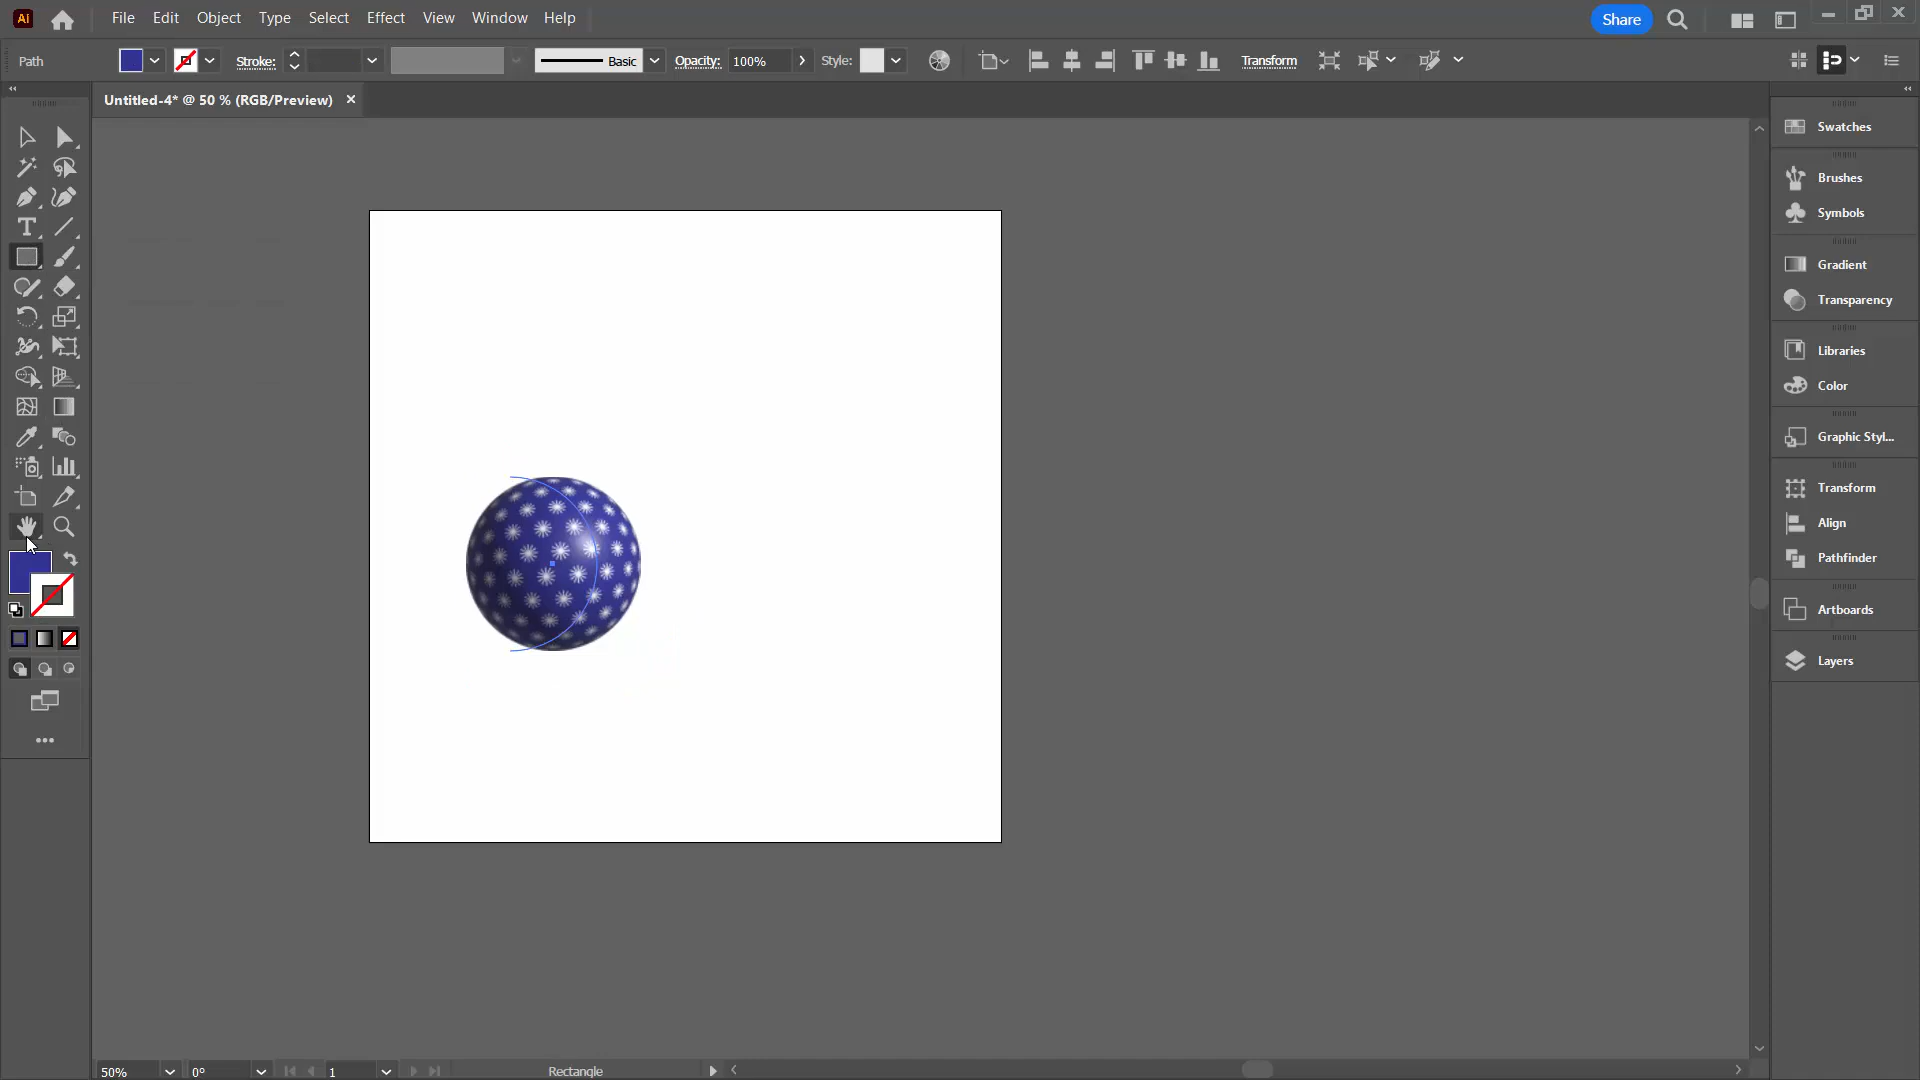 Ai File Edit Object Type Select Effect View Window Help Share
Path Stroke: Basic Opacity: 100% Style: Transform
Untitled-4* @ 50 % (RGB/Preview)
Swatches
Brushes
Symbols
Gradient
Transparency
Libraries
Color
Graphic Styl...
Transform
Align
Pathfinder
Artboards
Layers
50% 0° 1 Rectangle